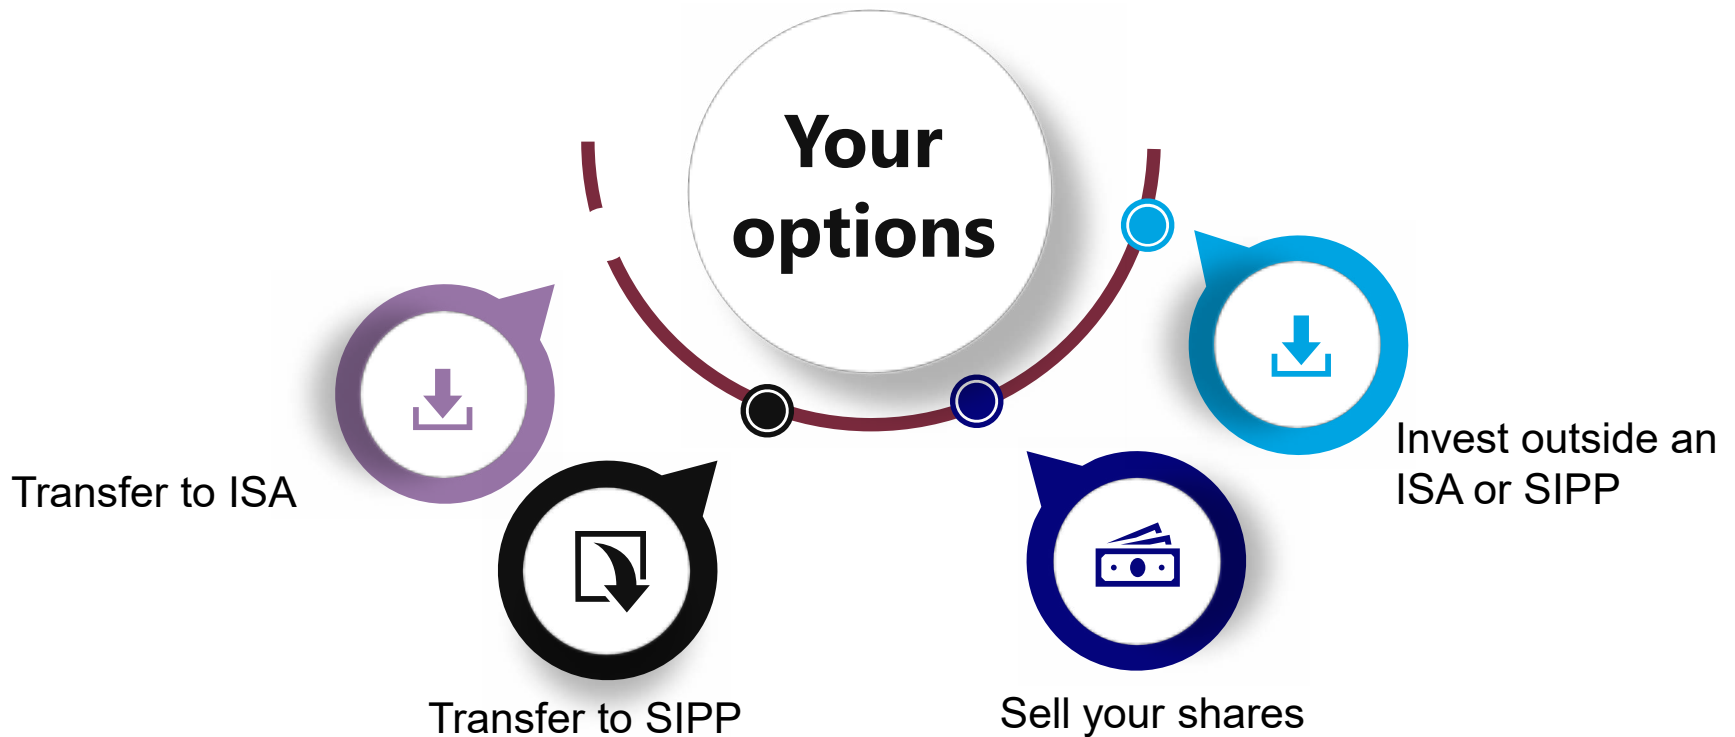 Your
options
Transfer to ISA
Transfer to SIPP
Sell your shares
Invest outside an
ISA or SIPP